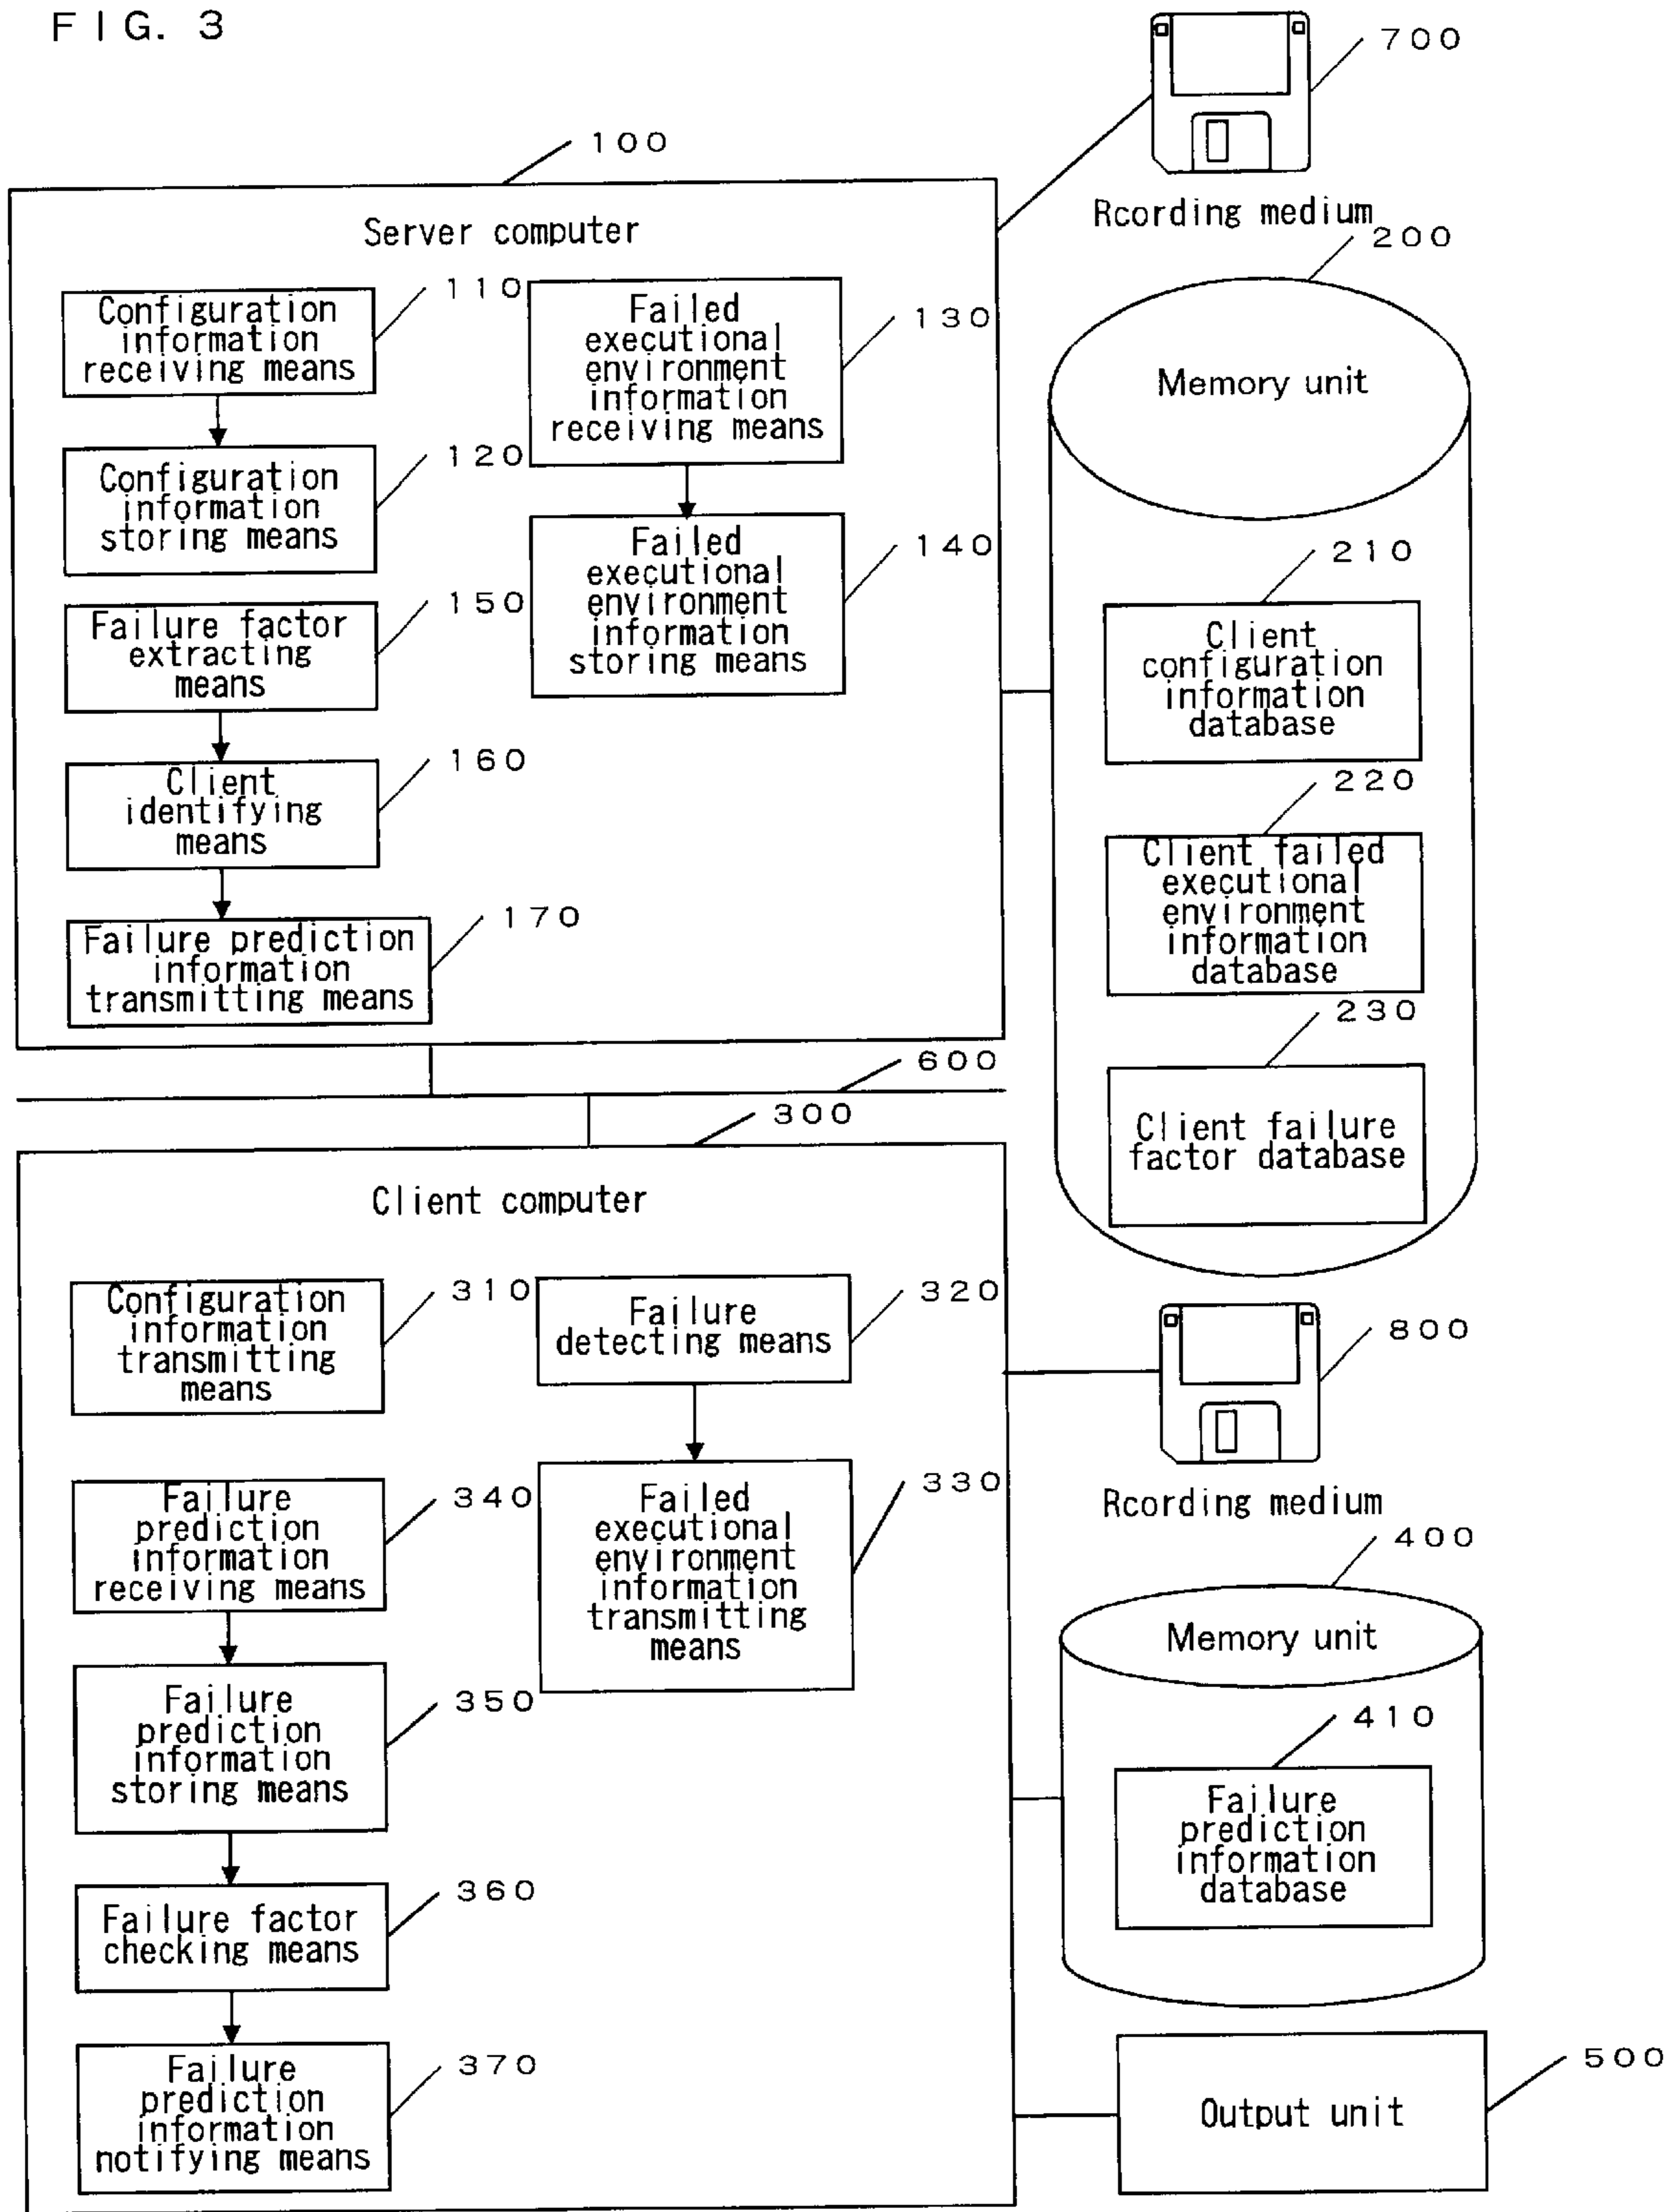 FIG. 3
700
Rcording medium
100
Server computer
110
Configuration
information
receiving means
120
Configuration
information
storing means
130
Failed
executional
environment
information
receiving means
140
Failed
executional
environment
information
storing means
150
Failure factor
extracting
means
160
Client
identifying
means
170
Failure prediction
information
transmitting means
200
Memory unit
210
Client
configuration
information
database
220
Client failed
executional
environment
information
database
230
Client failure
factor database
600
300
Client computer
310
Configuration
information
transmitting
means
320
Failure
detecting means
330
Failed
executional
environment
information
transmitting
means
340
Failure
prediction
information
receiving means
350
Failure
prediction
information
storing means
360
Failure factor
checking means
370
Failure
prediction
information
notifying means
800
Rcording medium
400
Memory unit
410
Failure
prediction
information
database
500
Output unit